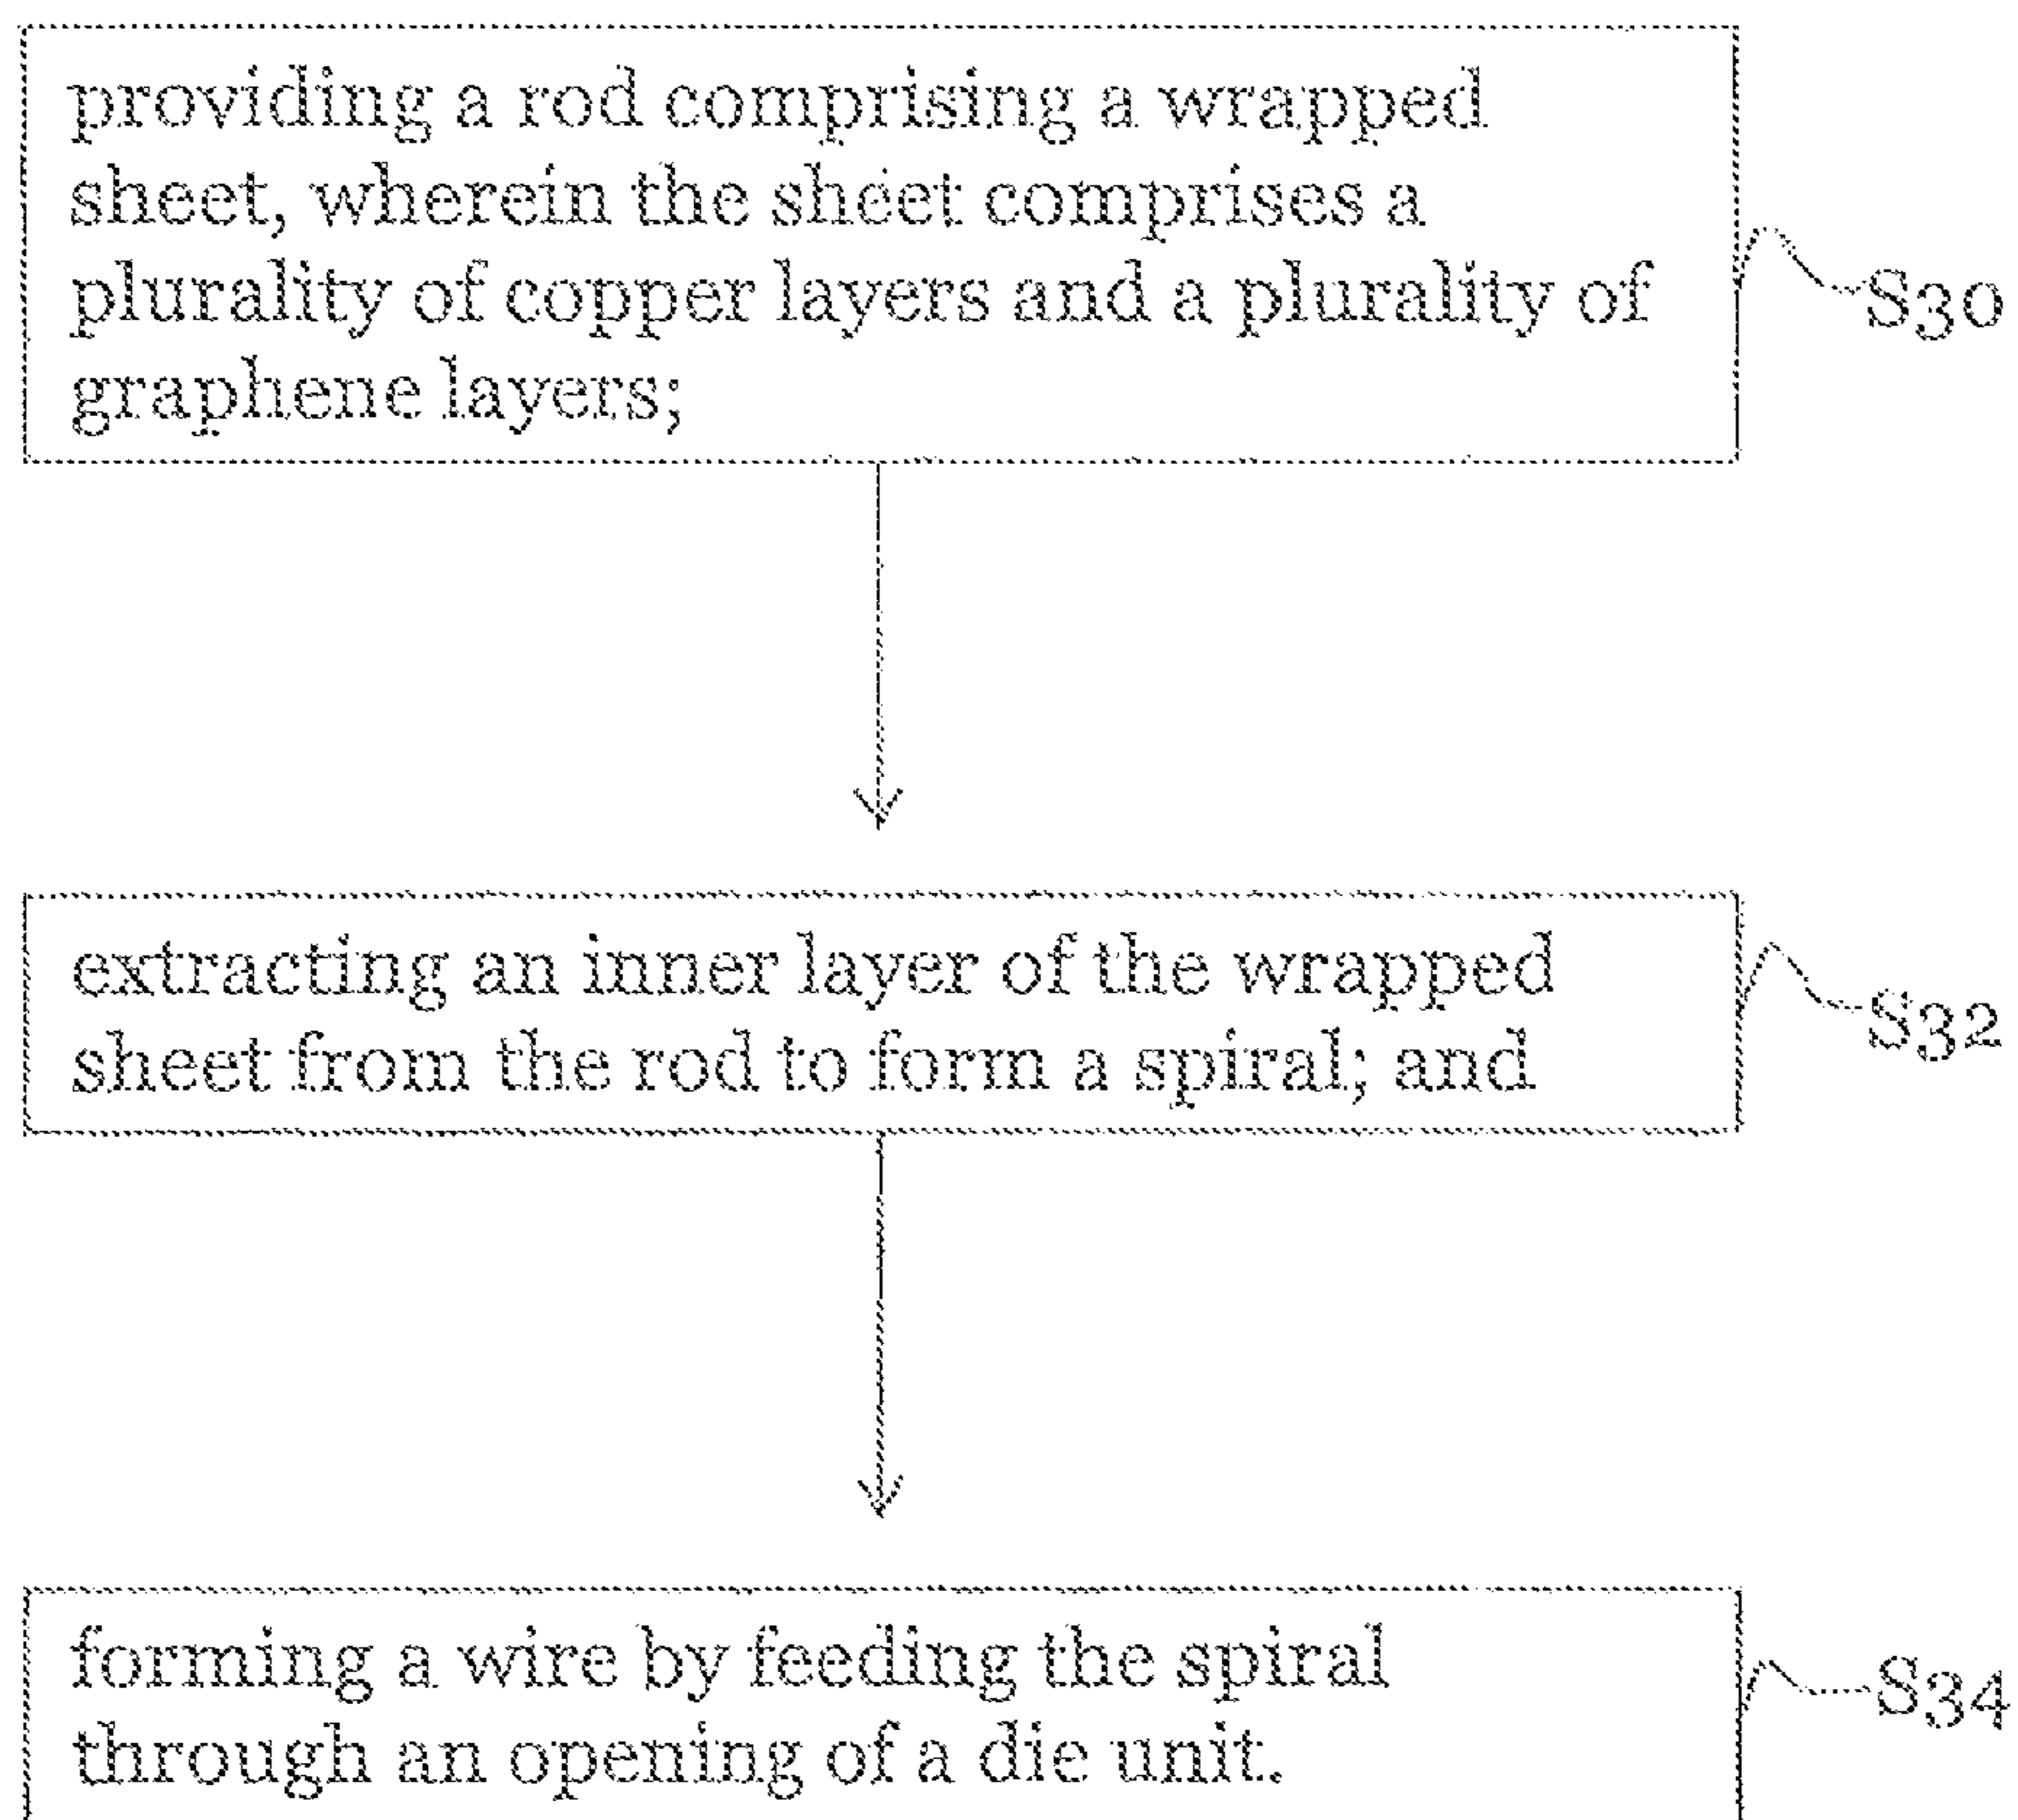 providing a rod comprising a wrapped
sheet, wherein the sheet comprises a
plurality of copper layers and a plurality of
graphene layers;
S30
extracting an inner layer of the wrapped
sheet from the rod to form a spiral; and
S32
forming a wire by feeding the spiral
through an opening of a die unit.
S34